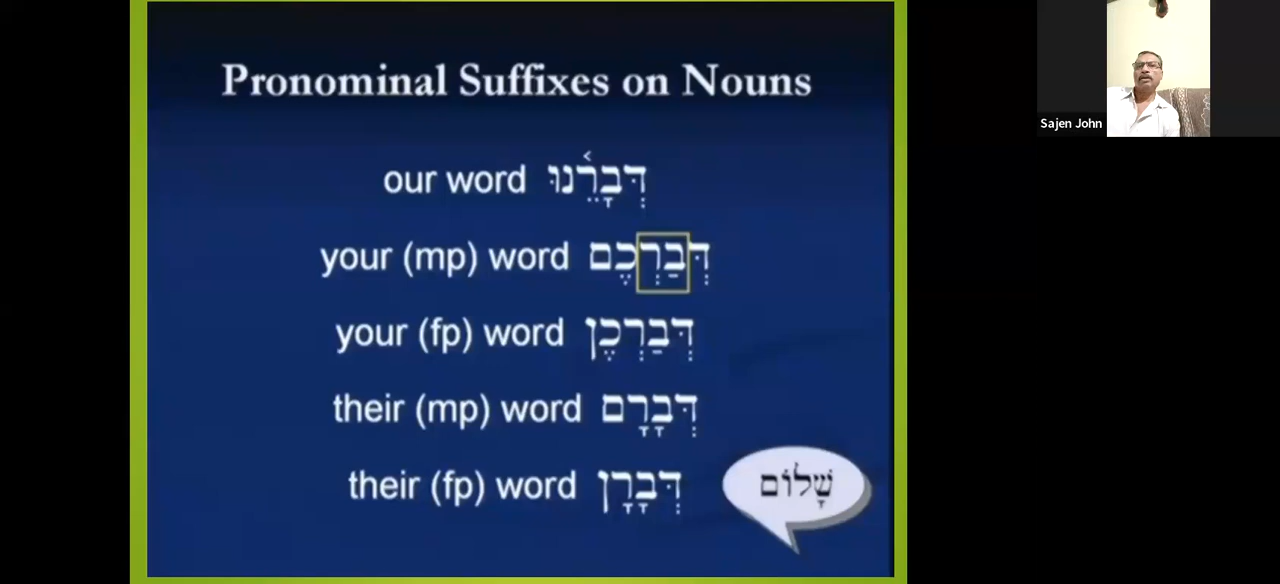 Pronominal Suffixes on Nouns
our word דְּבָרֵ֫נוּ
your (mp) word דְּבַרְכֶם
your (fp) word דְּבַרְכֶן
their (mp) word דְּבָרָם
their (fp) word דְּבָרָן
שָׁלוֹם
Sajen John